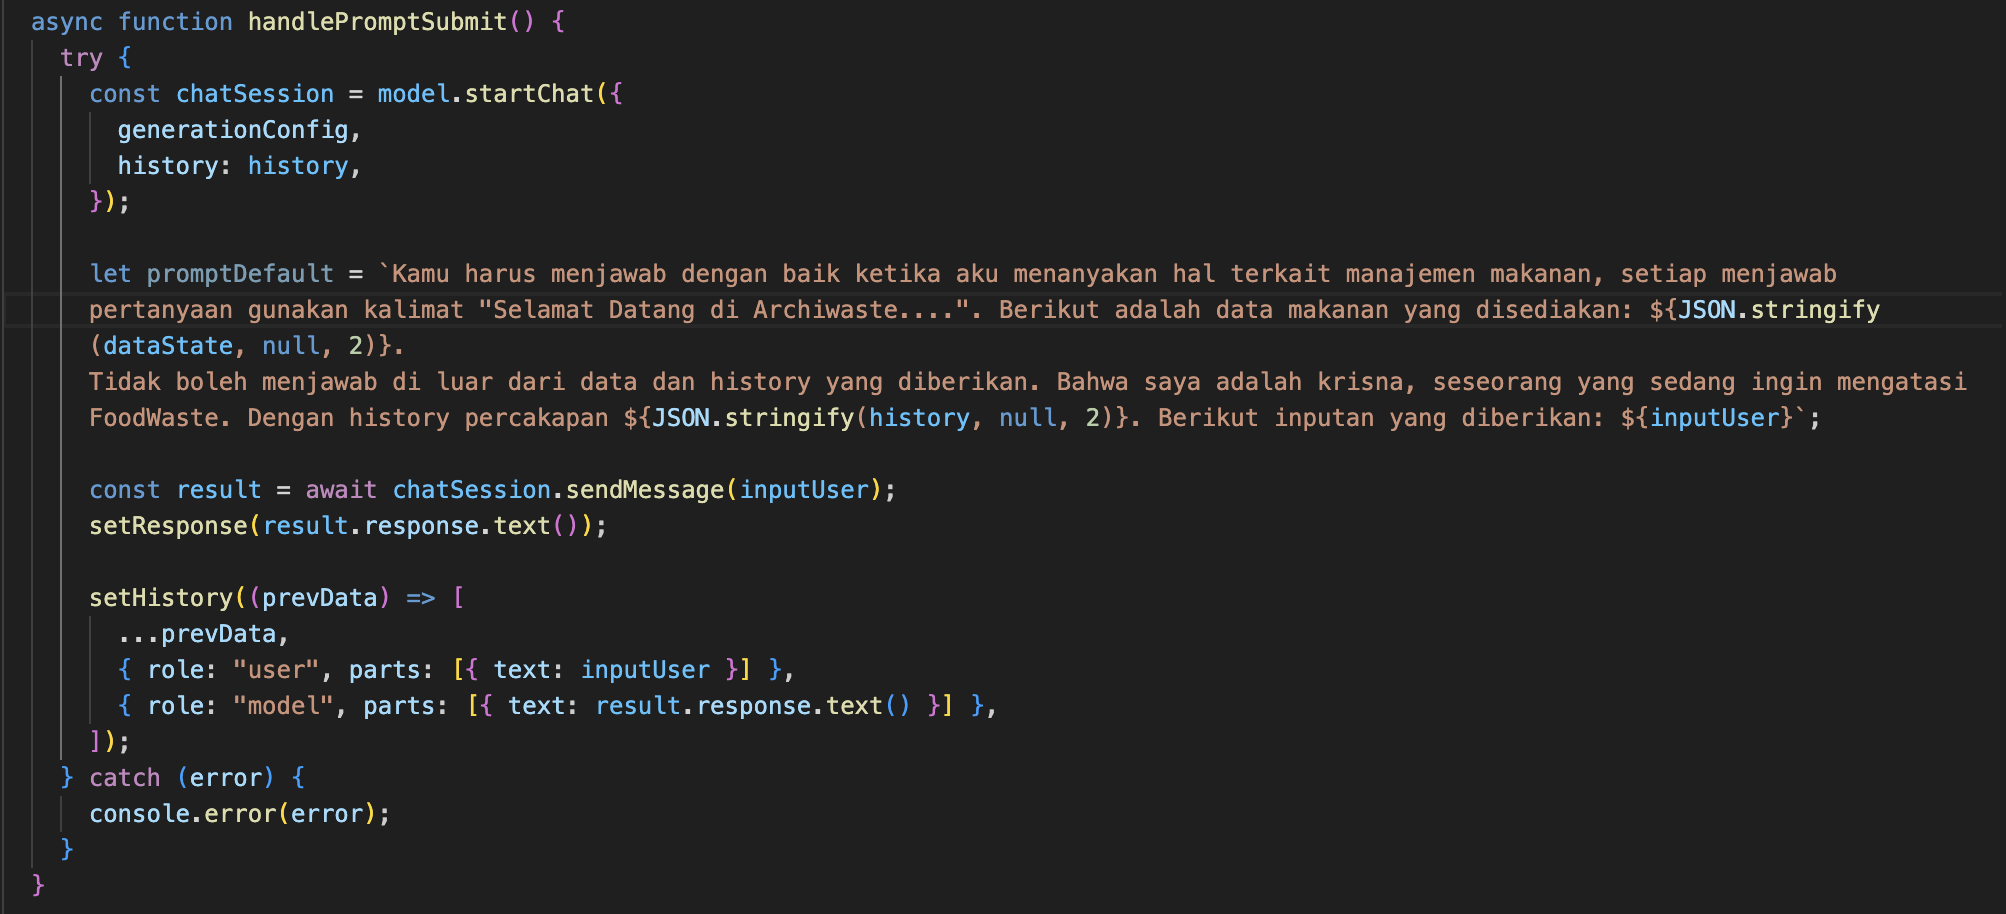 async function handlePromptSubmit() {
try {
const chatSession = model.startChat({
generationConfig,
history: history,
});
let promptDefault = `Kamu harus menjawab dengan baik ketika aku menanyakan hal terkait manajemen makanan, setiap menjawab
pertanyaan gunakan kalimat "Selamat Datang di Archiwaste....". Berikut adalah data makanan yang disediakan: ${JSON.stringify
(dataState, null, 2)}.
Tidak boleh menjawab di luar dari data dan history yang diberikan. Bahwa saya adalah krisna, seseorang yang sedang ingin mengatasi
FoodWaste. Dengan history percakapan ${JSON.stringify(history, null, 2)}. Berikut inputan yang diberikan: ${inputUser}`;
const result = await chatSession.sendMessage(inputUser);
setResponse(result.response.text());
setHistory((prevData) => [
...prevData,
{ role: "user", parts: [{ text: inputUser }] },
{ role: "model", parts: [{ text: result.response.text() }] },
]);
} catch (error) {
console.error(error);
}
}